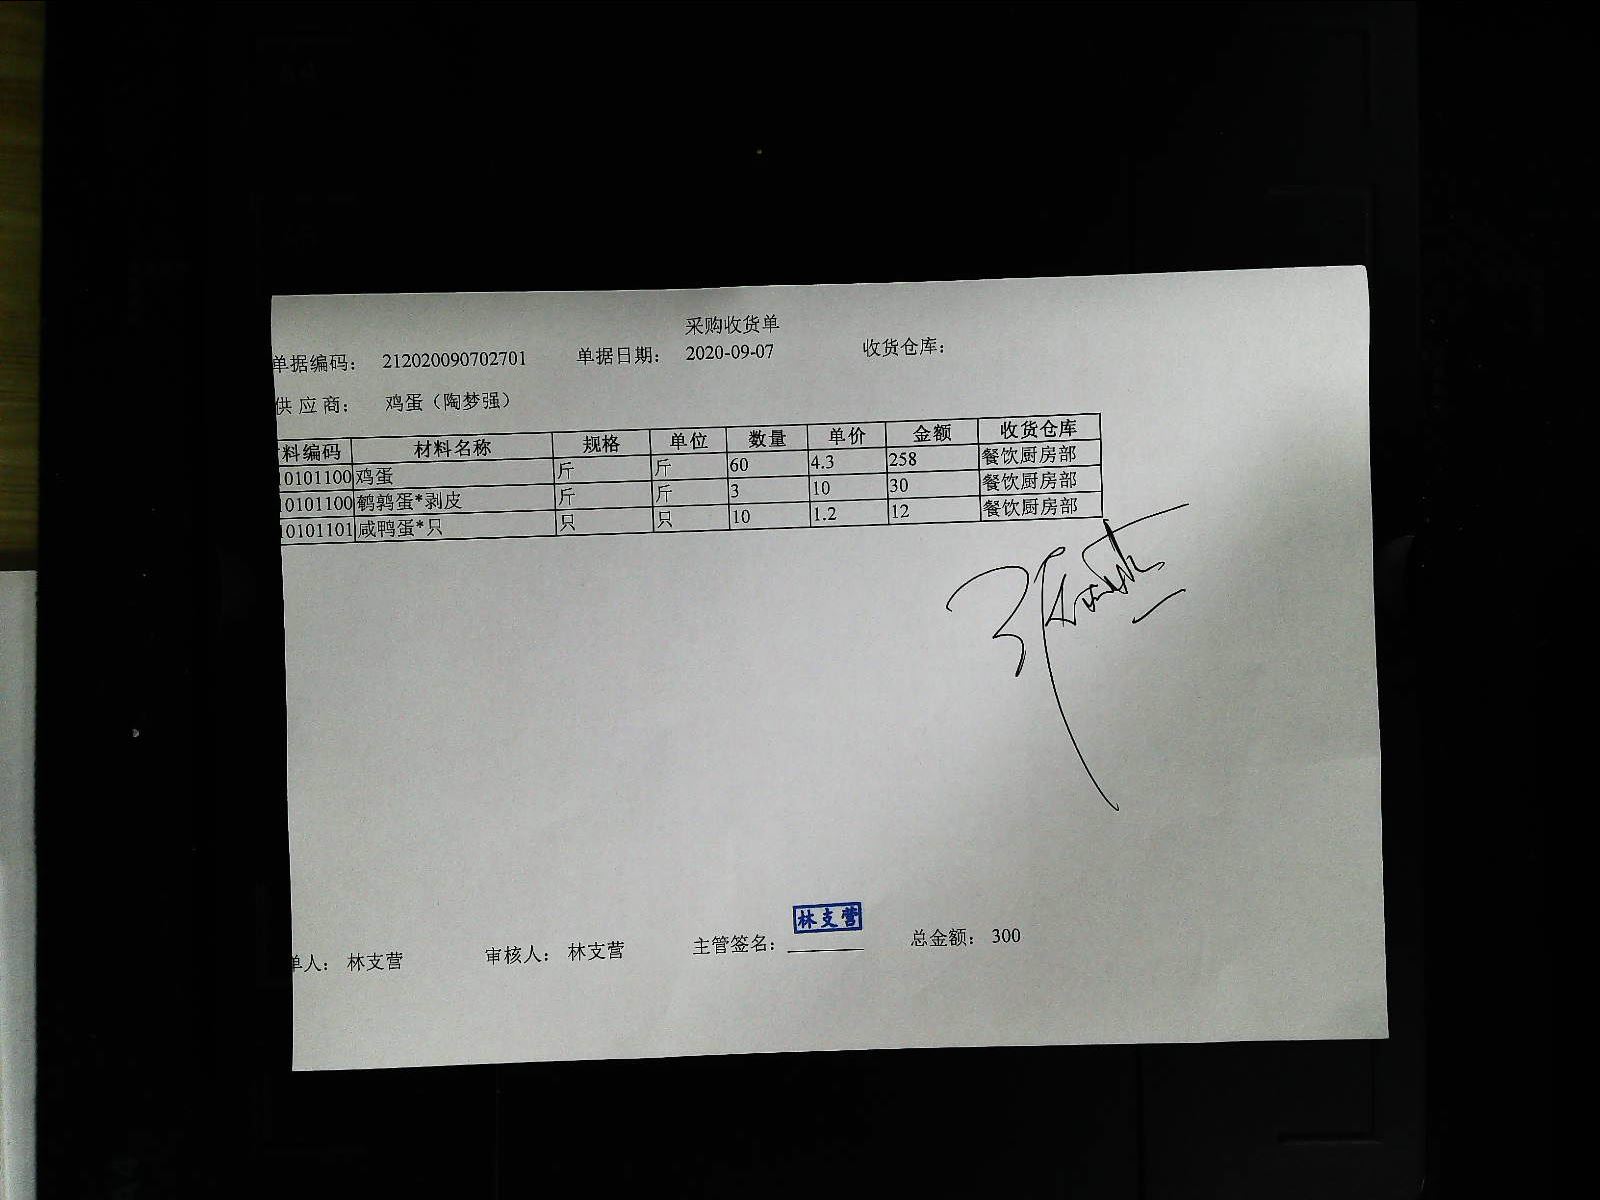 采购收货单
单据编码： 212020090702701 单据日期： 2020-09-07 收货仓库：
供 应 商： 鸡蛋（陶梦强）
料编码 材料名称 规格 单位 数量 单价 金额 收货仓库
10101100 鸡蛋 斤 斤 60 4.3 258 餐饮厨房部
10101100 鹌鹑蛋*剥皮 斤 斤 3 10 30 餐饮厨房部
10101101 咸鸭蛋*只 只 只 10 1.2 12 餐饮厨房部
林支营
单人： 林支营 审核人： 林支营 主管签名： 总金额： 300